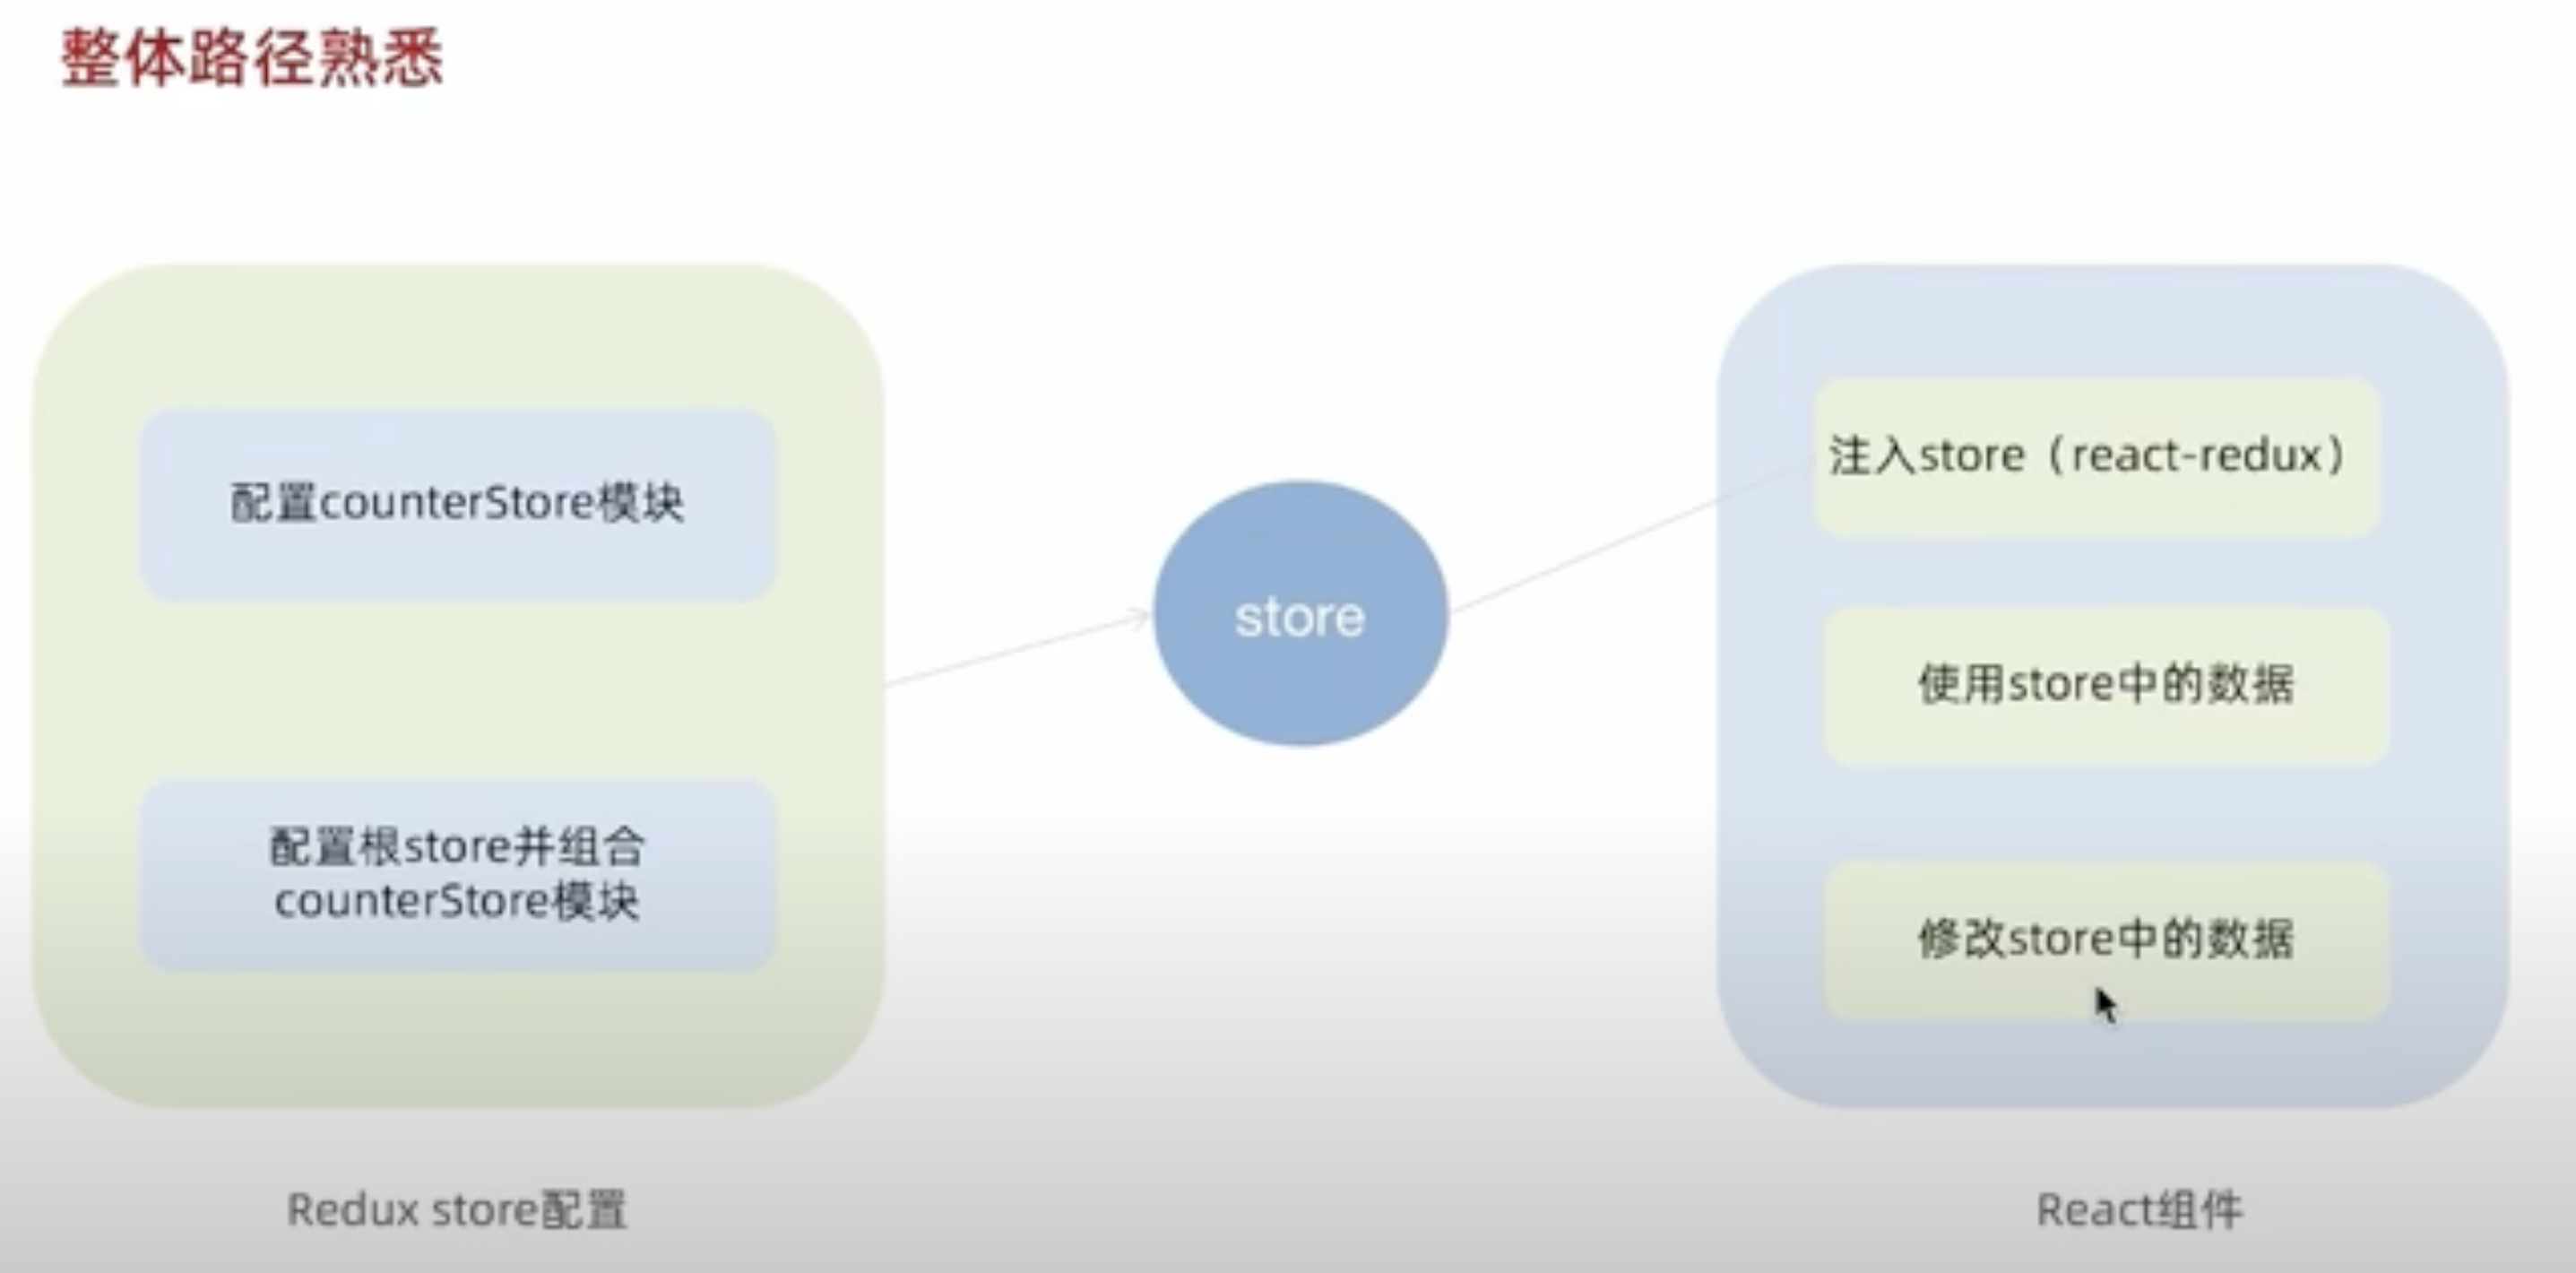 整体路径熟悉
配置counterStore模块
配置根store并组合
counterStore模块
Redux store配置
store
注入store（react-redux）
使用store中的数据
修改store中的数据
React组件